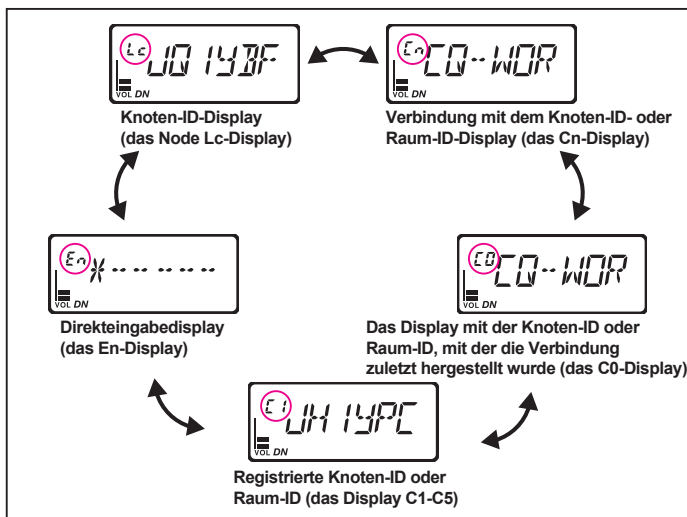 Lc JQ1YBF
VOL DN
Knoten-ID-Display
(das Node Lc-Display)
Cn CQ-WOR
VOL DN
Verbindung mit dem Knoten-ID- oder
Raum-ID-Display (das Cn-Display)
En *------
VOL DN
Direkteingabedisplay
(das En-Display)
C0 CQ-WOR
VOL DN
Das Display mit der Knoten-ID oder
Raum-ID, mit der die Verbindung
zuletzt hergestellt wurde (das C0-Display)
C1 JH1YPC
VOL DN
Registrierte Knoten-ID oder
Raum-ID (das Display C1-C5)